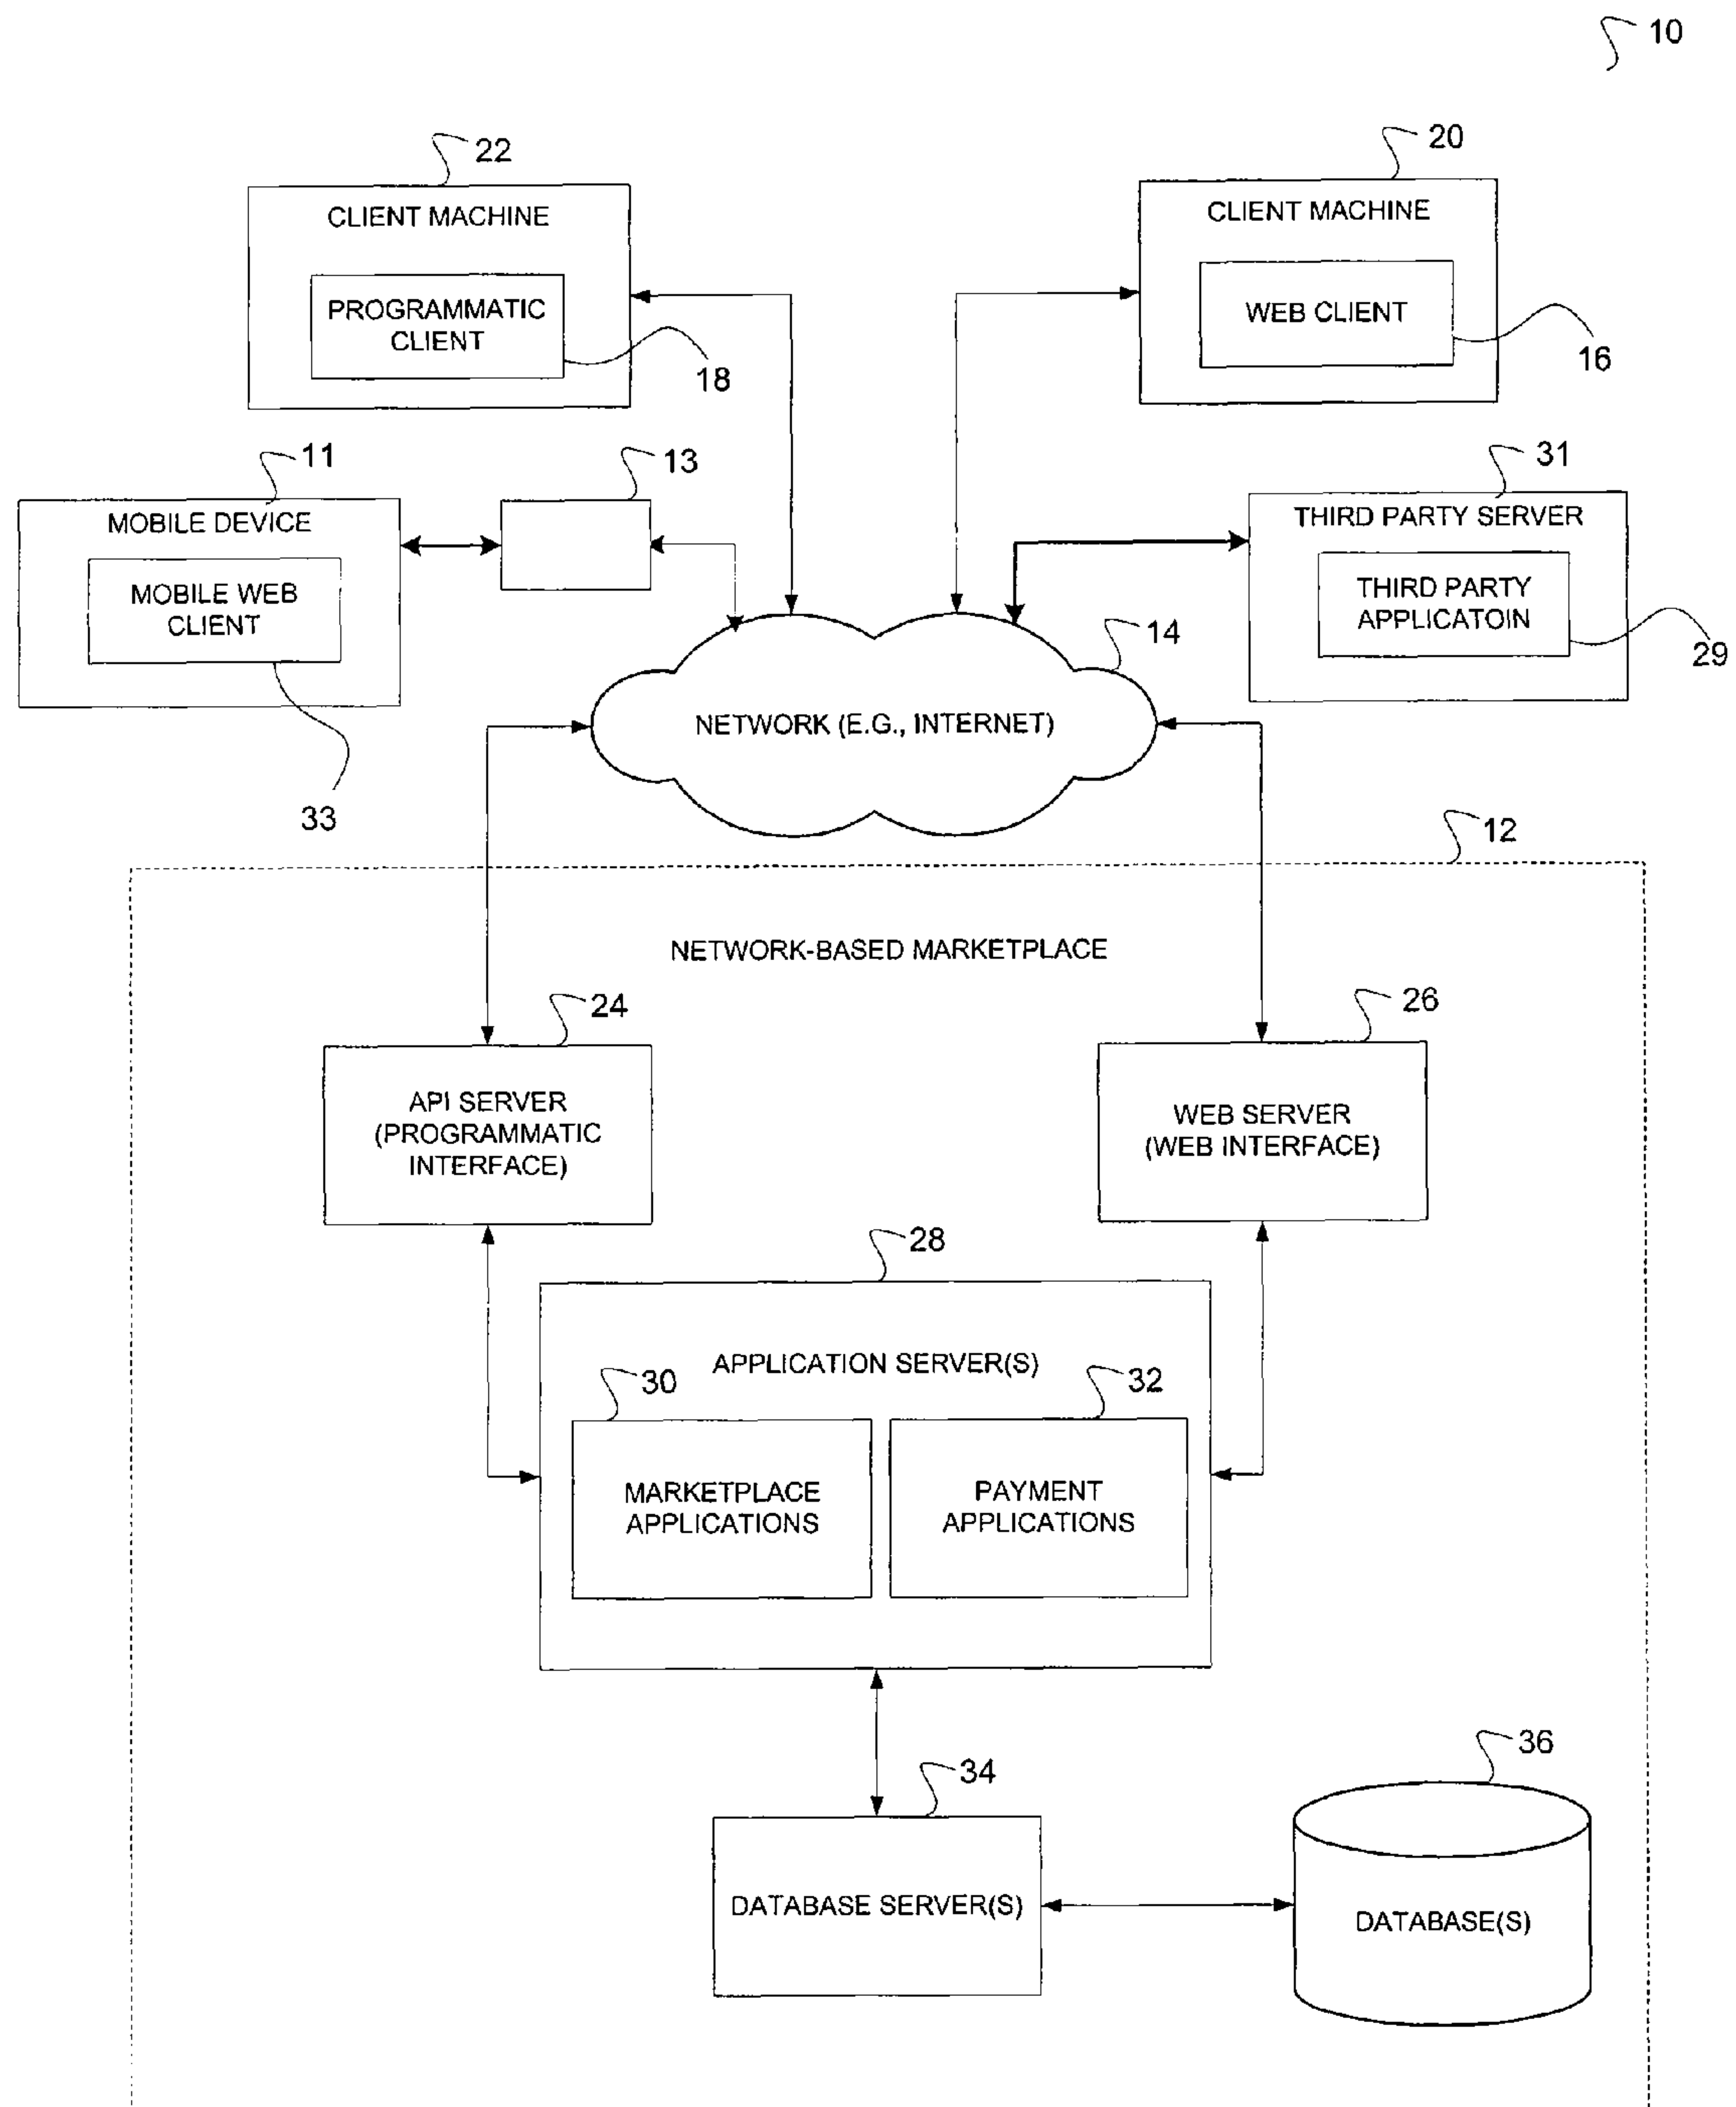 10
22
20
CLIENT MACHINE
CLIENT MACHINE
PROGRAMMATIC
CLIENT
WEB CLIENT
18
16
11
13
31
MOBILE DEVICE
THIRD PARTY SERVER
MOBILE WEB
CLIENT
THIRD PARTY
APPLICATOIN
14
29
NETWORK (E.G., INTERNET)
33
12
NETWORK-BASED MARKETPLACE
24
26
API SERVER
(PROGRAMMATIC
INTERFACE)
WEB SERVER
(WEB INTERFACE)
28
APPLICATION SERVER(S)
30
32
MARKETPLACE
APPLICATIONS
PAYMENT
APPLICATIONS
34
36
DATABASE SERVER(S)
DATABASE(S)